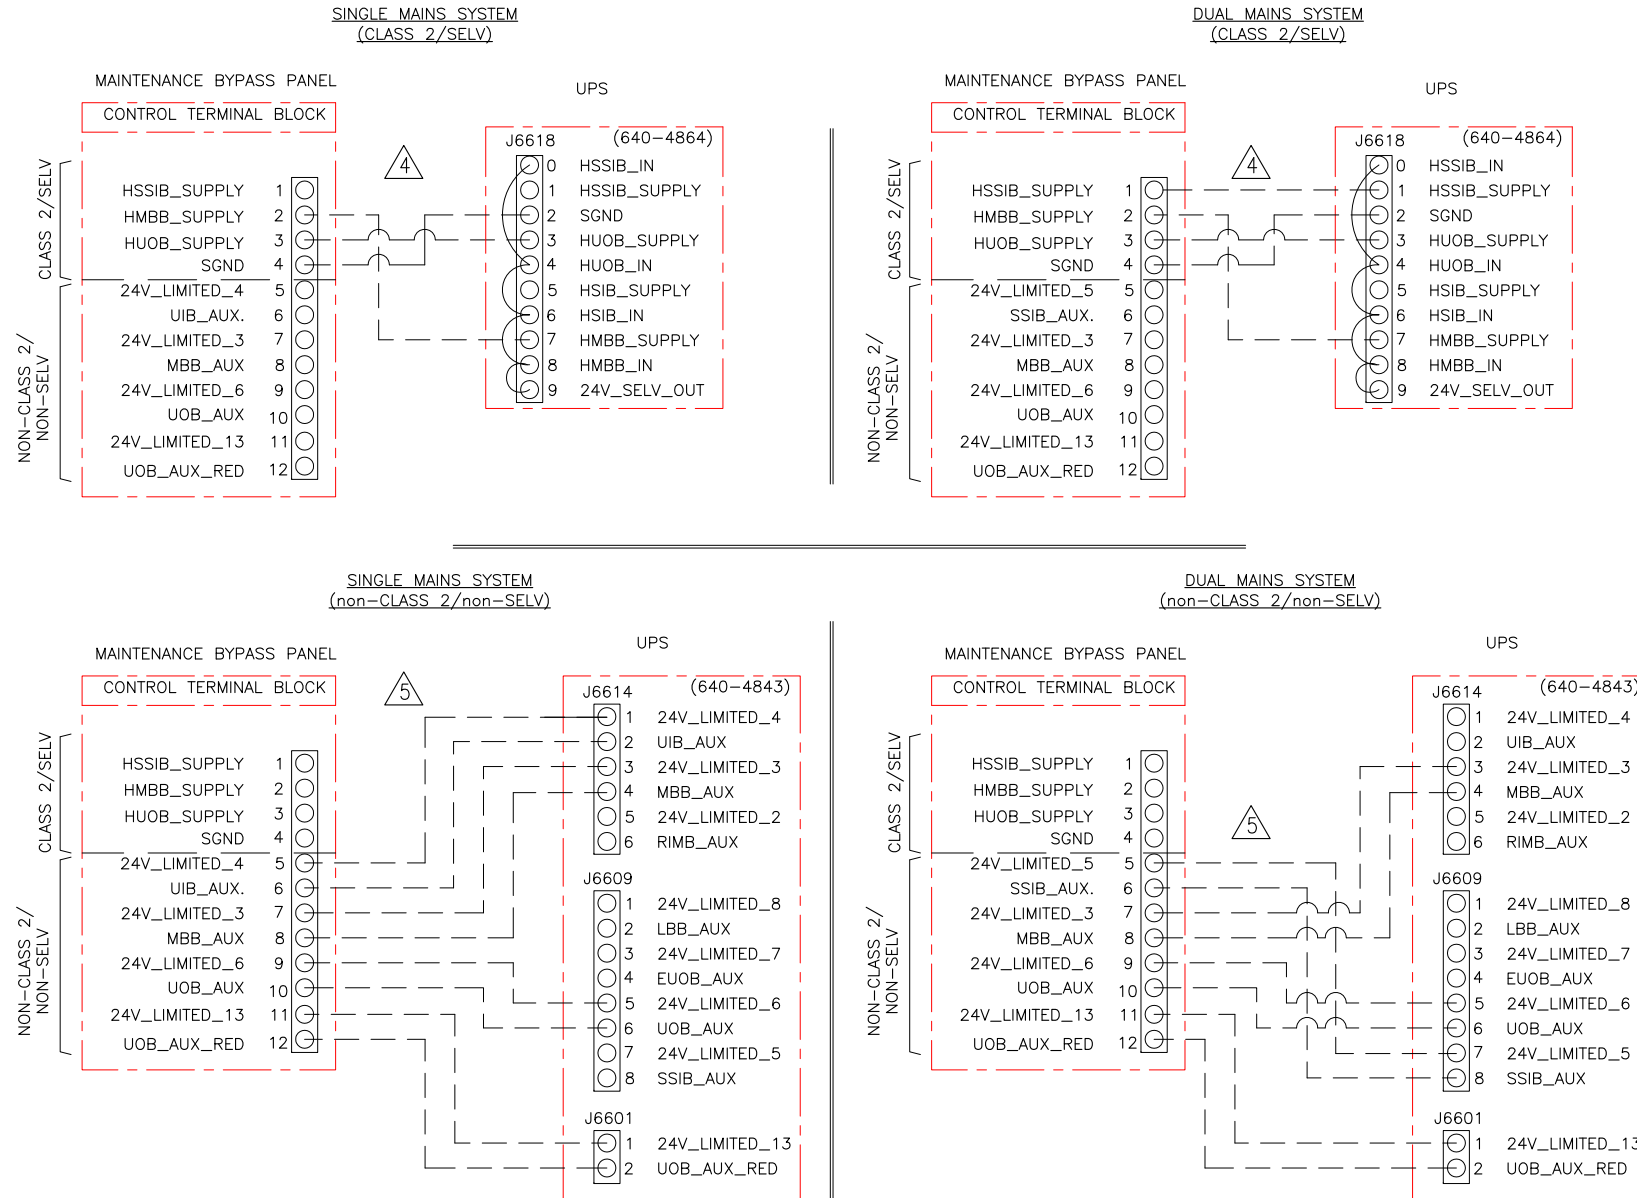 SINGLE MAINS SYSTEM
(CLASS 2/SELV)
MAINTENANCE BYPASS PANEL
UPS
CONTROL TERMINAL BLOCK
J6618
(640-4864)
4
CLASS 2/SELV
NON-CLASS 2/
NON-SELV
HSSIB_SUPPLY 1
HMBB_SUPPLY 2
HUOB_SUPPLY 3
SGND 4
24V_LIMITED_4 5
UIB_AUX. 6
24V_LIMITED_3 7
MBB_AUX 8
24V_LIMITED_6 9
UOB_AUX 10
24V_LIMITED_13 11
UOB_AUX_RED 12
0 HSSIB_IN
1 HSSIB_SUPPLY
2 SGND
3 HUOB_SUPPLY
4 HUOB_IN
5 HSIB_SUPPLY
6 HSIB_IN
7 HMBB_SUPPLY
8 HMBB_IN
9 24V_SELV_OUT
DUAL MAINS SYSTEM
(CLASS 2/SELV)
MAINTENANCE BYPASS PANEL
UPS
CONTROL TERMINAL BLOCK
J6618
(640-4864)
4
CLASS 2/SELV
NON-CLASS 2/
NON-SELV
HSSIB_SUPPLY 1
HMBB_SUPPLY 2
HUOB_SUPPLY 3
SGND 4
24V_LIMITED_5 5
SSIB_AUX. 6
24V_LIMITED_3 7
MBB_AUX 8
24V_LIMITED_6 9
UOB_AUX 10
24V_LIMITED_13 11
UOB_AUX_RED 12
0 HSSIB_IN
1 HSSIB_SUPPLY
2 SGND
3 HUOB_SUPPLY
4 HUOB_IN
5 HSIB_SUPPLY
6 HSIB_IN
7 HMBB_SUPPLY
8 HMBB_IN
9 24V_SELV_OUT
SINGLE MAINS SYSTEM
(non-CLASS 2/non-SELV)
MAINTENANCE BYPASS PANEL
UPS
CONTROL TERMINAL BLOCK
5
(640-4843)
CLASS 2/SELV
NON-CLASS 2/
NON-SELV
HSSIB_SUPPLY 1
HMBB_SUPPLY 2
HUOB_SUPPLY 3
SGND 4
24V_LIMITED_4 5
UIB_AUX. 6
24V_LIMITED_3 7
MBB_AUX 8
24V_LIMITED_6 9
UOB_AUX 10
24V_LIMITED_13 11
UOB_AUX_RED 12
J6614
1 24V_LIMITED_4
2 UIB_AUX
3 24V_LIMITED_3
4 MBB_AUX
5 24V_LIMITED_2
6 RIMB_AUX
J6609
1 24V_LIMITED_8
2 LBB_AUX
3 24V_LIMITED_7
4 EUOB_AUX
5 24V_LIMITED_6
6 UOB_AUX
7 24V_LIMITED_5
8 SSIB_AUX
J6601
1 24V_LIMITED_13
2 UOB_AUX_RED
DUAL MAINS SYSTEM
(non-CLASS 2/non-SELV)
MAINTENANCE BYPASS PANEL
UPS
CONTROL TERMINAL BLOCK
5
(640-4843)
CLASS 2/SELV
NON-CLASS 2/
NON-SELV
HSSIB_SUPPLY 1
HMBB_SUPPLY 2
HUOB_SUPPLY 3
SGND 4
24V_LIMITED_5 5
SSIB_AUX. 6
24V_LIMITED_3 7
MBB_AUX 8
24V_LIMITED_6 9
UOB_AUX 10
24V_LIMITED_13 11
UOB_AUX_RED 12
J6614
1 24V_LIMITED_4
2 UIB_AUX
3 24V_LIMITED_3
4 MBB_AUX
5 24V_LIMITED_2
6 RIMB_AUX
J6609
1 24V_LIMITED_8
2 LBB_AUX
3 24V_LIMITED_7
4 EUOB_AUX
5 24V_LIMITED_6
6 UOB_AUX
7 24V_LIMITED_5
8 SSIB_AUX
J6601
1 24V_LIMITED_13
2 UOB_AUX_RED